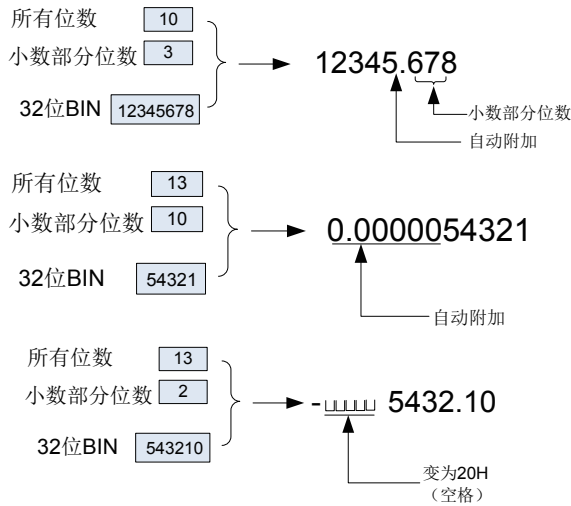 所有位数 10
小数部分位数 3
32位BIN 12345678
12345.678
小数部分位数
自动附加
所有位数 13
小数部分位数 10
32位BIN 54321
0.0000054321
自动附加
所有位数 13
小数部分位数 2
32位BIN 543210
-␣␣␣␣␣ 5432.10
变为20H
（空格）